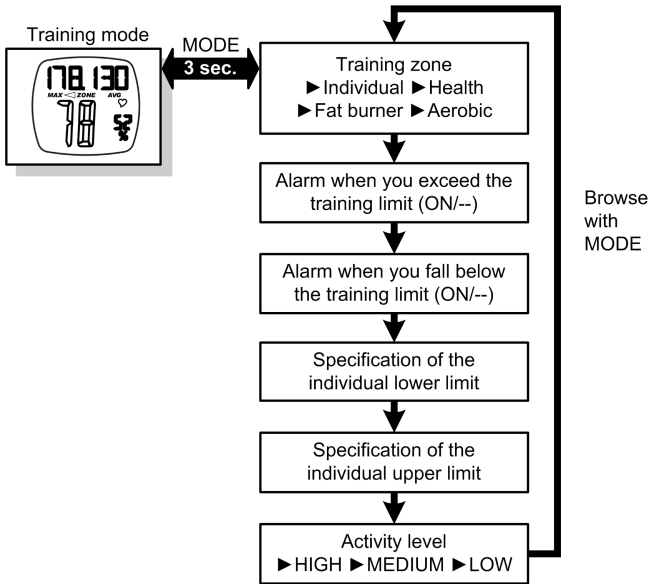 Training mode
MODE
3 sec.
178.130
MAX ZONE AVG
78
%
Training zone
►Individual ►Health
►Fat burner ►Aerobic
Alarm when you exceed the
training limit (ON/--)
Alarm when you fall below
the training limit (ON/--)
Browse
with
MODE
Specification of the
individual lower limit
Specification of the
individual upper limit
Activity level
►HIGH ►MEDIUM ►LOW